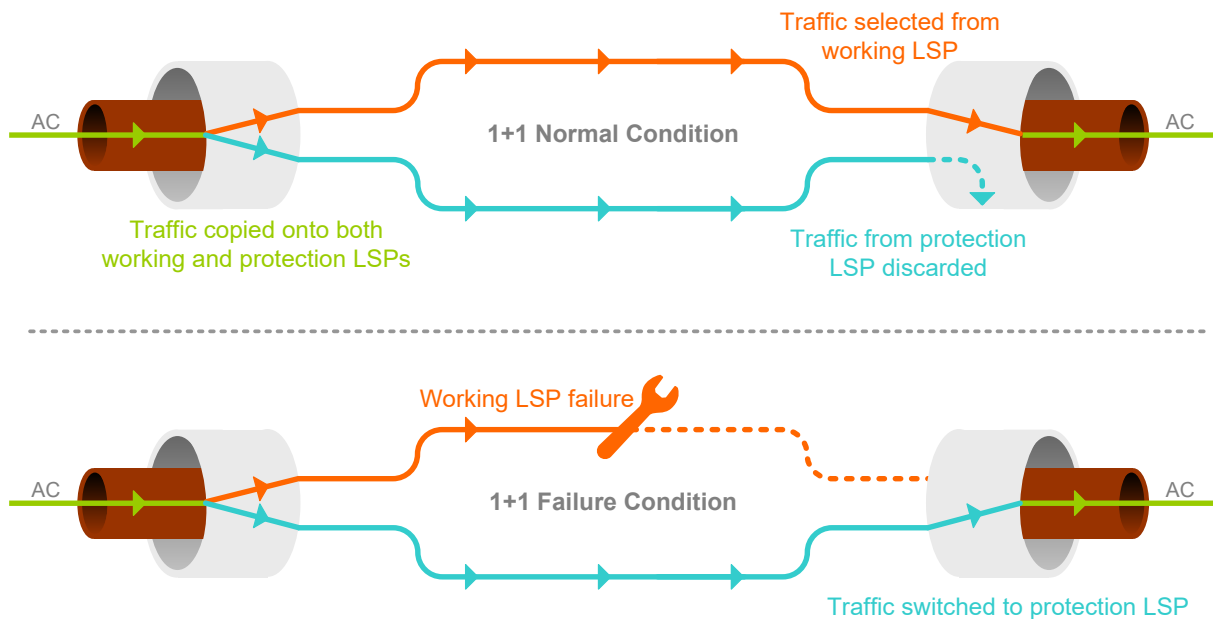 Traffic selected from
working LSP
AC
1+1 Normal Condition
AC
Traffic copied onto both
working and protection LSPs
Traffic from protection
LSP discarded
Working LSP failure
AC
1+1 Failure Condition
AC
Traffic switched to protection LSP